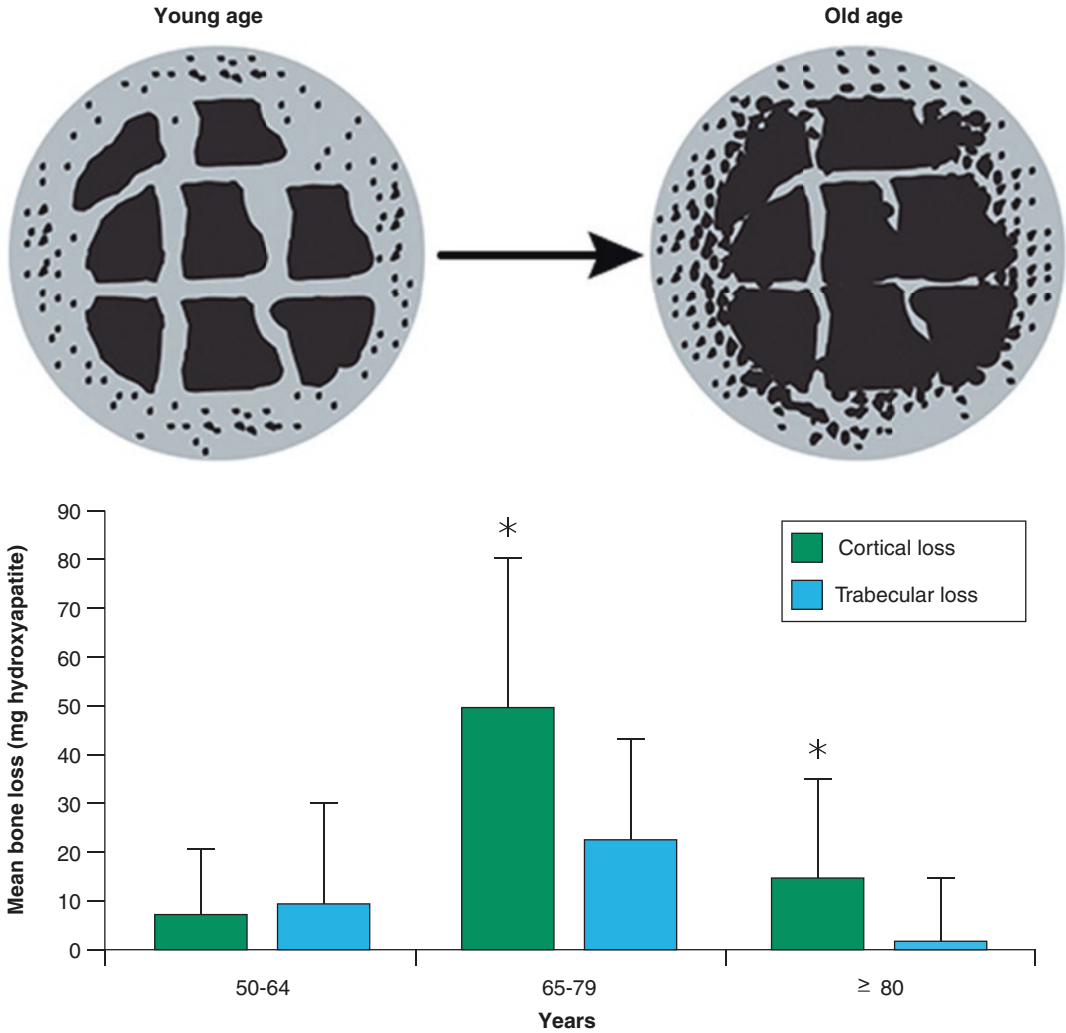 Young age
Old age
Mean bone loss (mg hydroxyapatite)
90
80
70
60
50
40
30
20
10
0
*
*
Cortical loss
Trabecular loss
50-64
65-79
≥ 80
Years